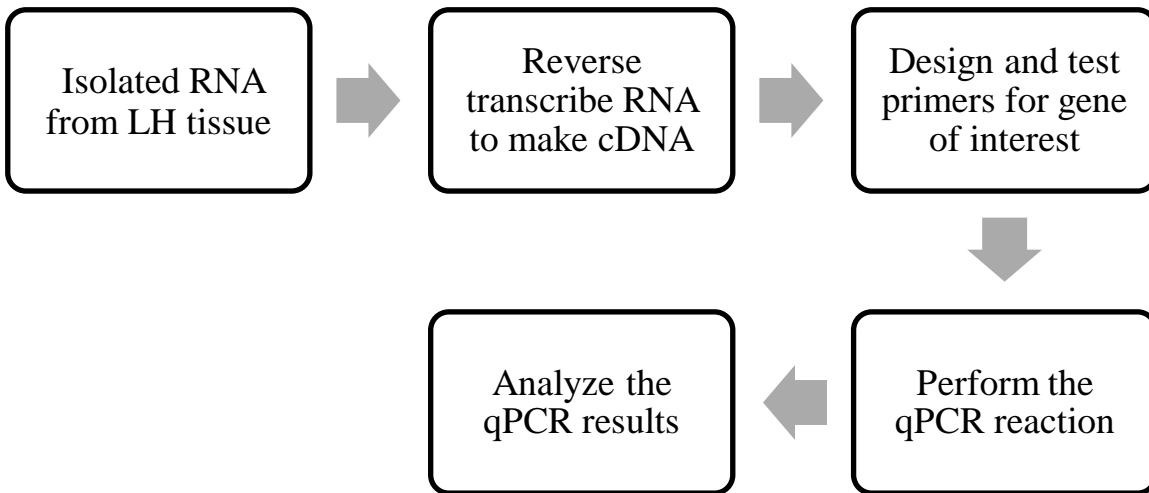 Isolated RNA
from LH tissue
Reverse
transcribe RNA
to make cDNA
Design and test
primers for gene
of interest
Perform the
qPCR reaction
Analyze the
qPCR results